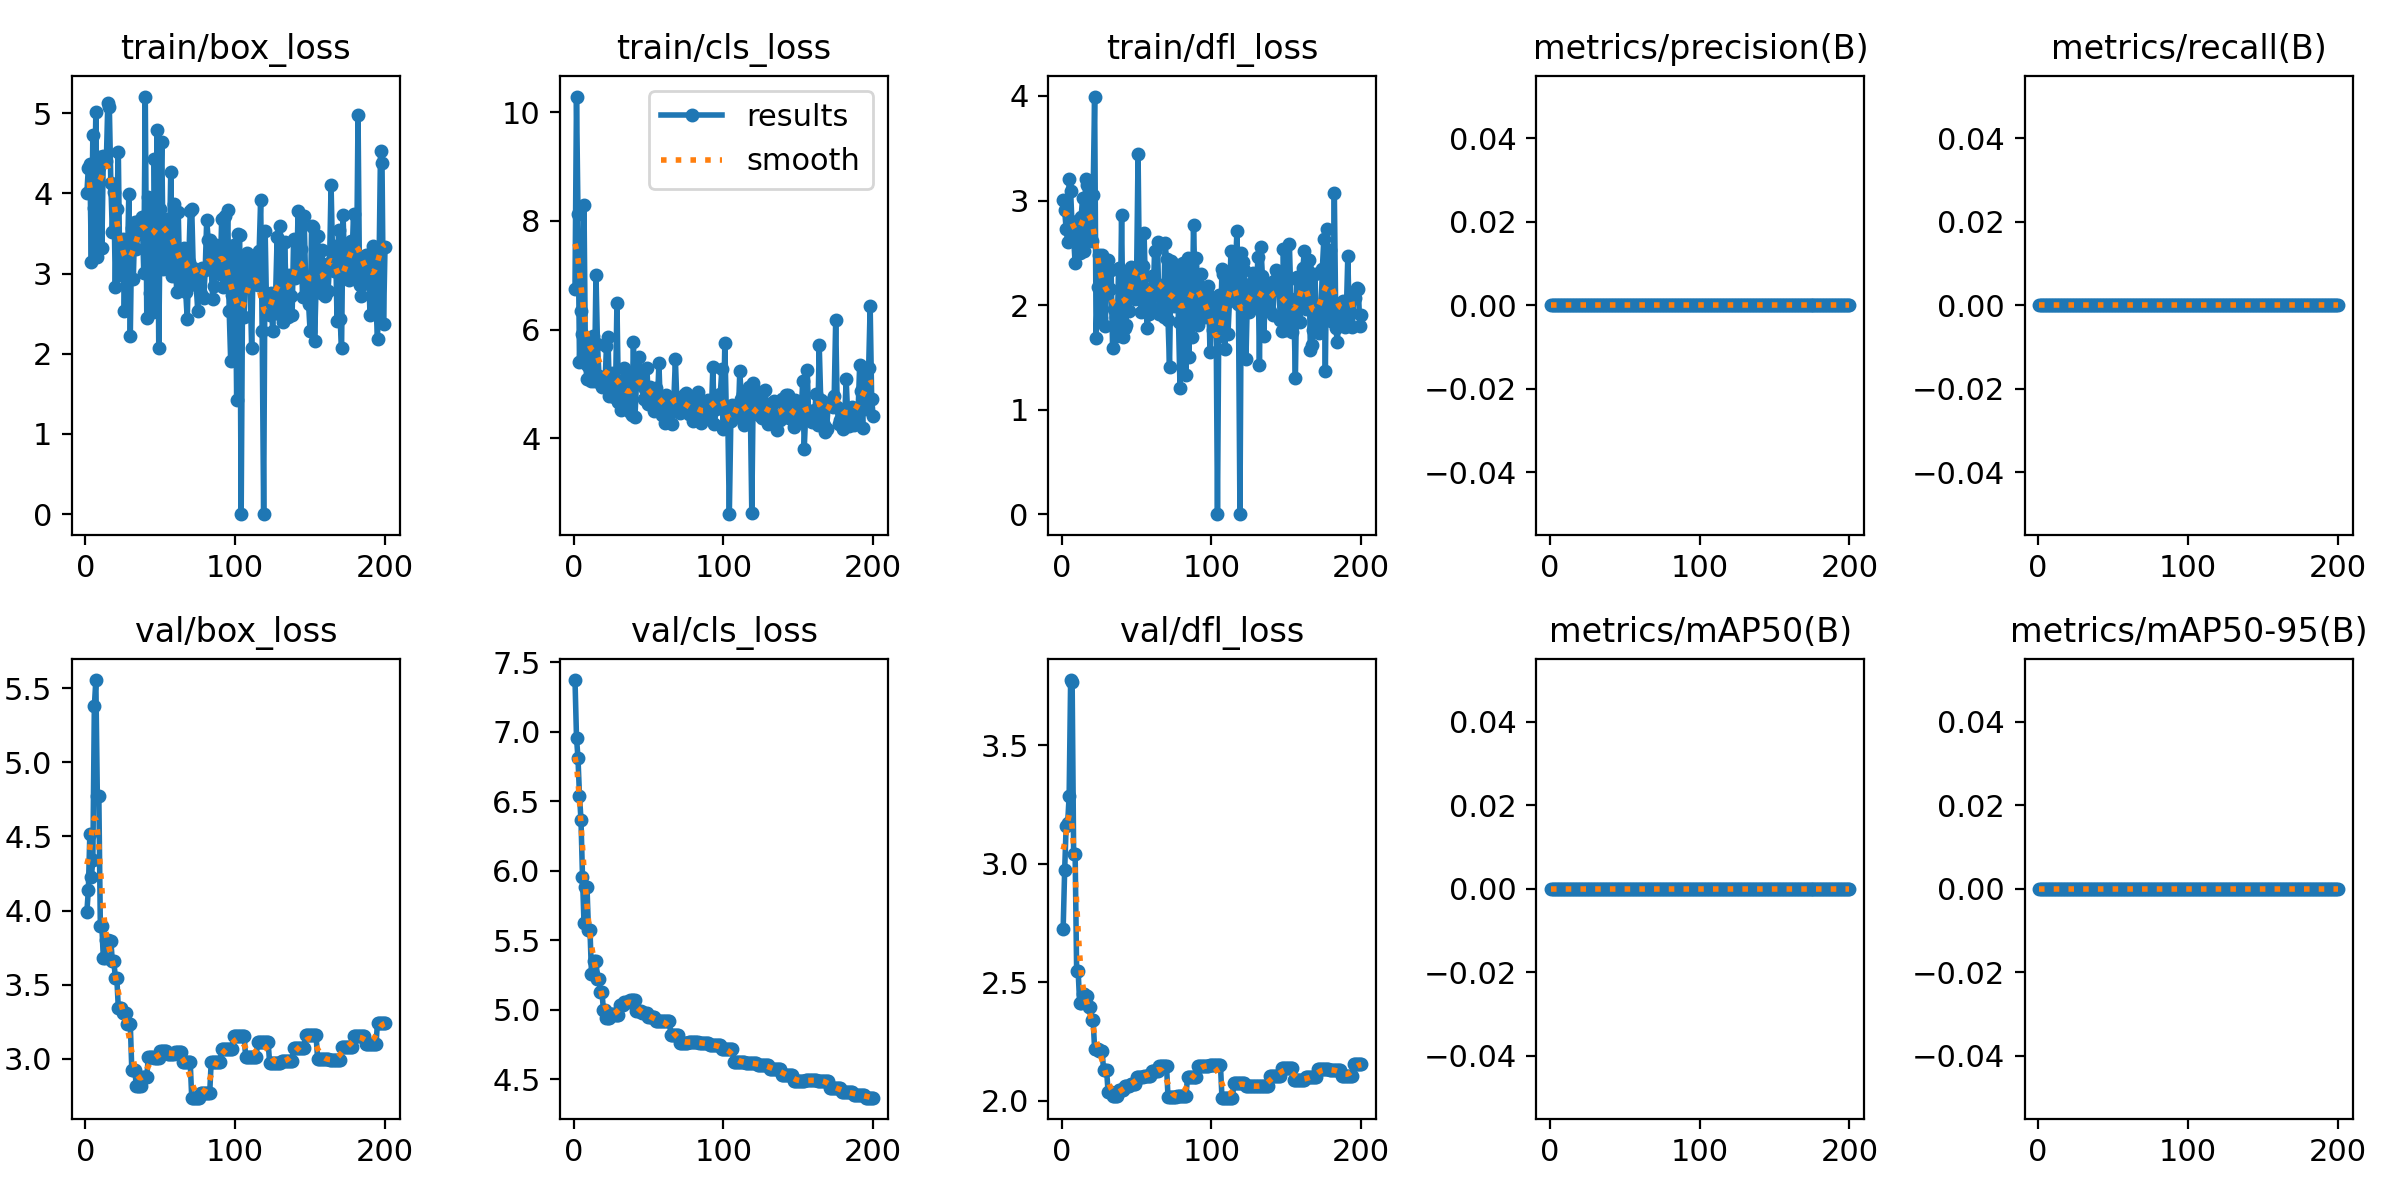 train/box_loss
train/cls_loss
train/dfl_loss
metrics/precision(B)
metrics/recall(B)
5
4
3
2
1
0
0 100 200
10
8
6
4
results
smooth
0 100 200
4
3
2
1
0
0 100 200
0.04
0.02
0.00
−0.02
−0.04
0 100 200
0.04
0.02
0.00
−0.02
−0.04
0 100 200
val/box_loss
val/cls_loss
val/dfl_loss
metrics/mAP50(B)
metrics/mAP50-95(B)
5.5
5.0
4.5
4.0
3.5
3.0
0 100 200
7.5
7.0
6.5
6.0
5.5
5.0
4.5
0 100 200
3.5
3.0
2.5
2.0
0 100 200
0.04
0.02
0.00
−0.02
−0.04
0 100 200
0.04
0.02
0.00
−0.02
−0.04
0 100 200